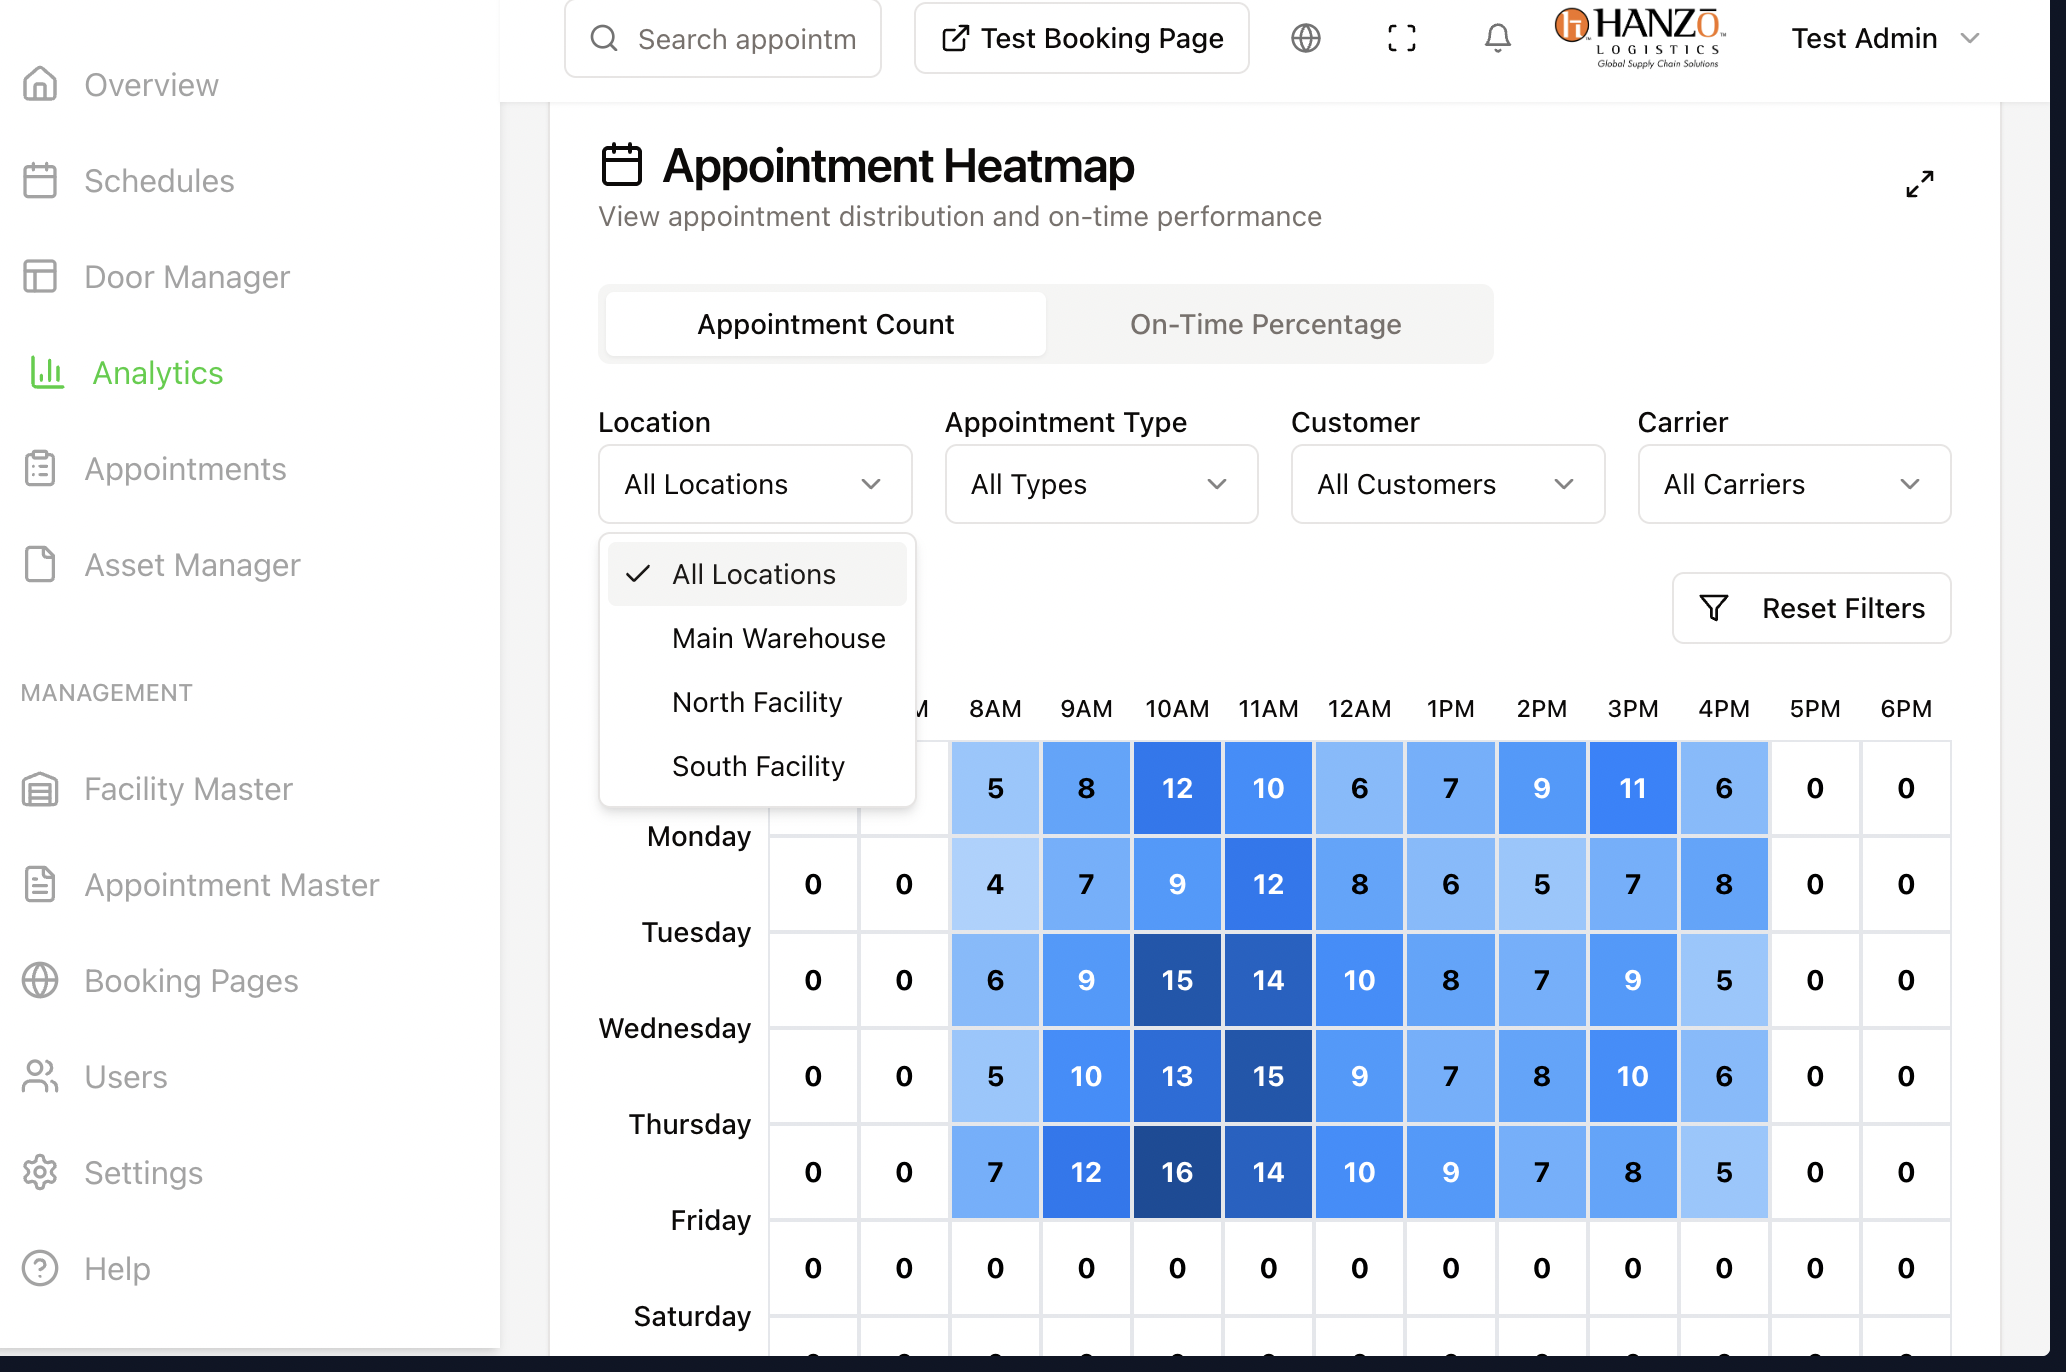 Search appointm
Test Booking Page
HANZŌ
LOGISTICS
Global Supply Chain Solutions
Test Admin
Overview
Schedules
Door Manager
Analytics
Appointments
Asset Manager
MANAGEMENT
Facility Master
Appointment Master
Booking Pages
Users
Settings
Help
Appointment Heatmap
View appointment distribution and on-time performance
Appointment Count On-Time Percentage
Location Appointment Type Customer Carrier
All Locations All Types All Customers All Carriers
All Locations
Main Warehouse
North Facility
South Facility
Reset Filters
8AM 9AM 10AM 11AM 12AM 1PM 2PM 3PM 4PM 5PM 6PM
5 8 12 10 6 7 9 11 6 0 0
Monday
0 0 4 7 9 12 8 6 5 7 8 0 0
Tuesday
0 0 6 9 15 14 10 8 7 9 5 0 0
Wednesday
0 0 5 10 13 15 9 7 8 10 6 0 0
Thursday
0 0 7 12 16 14 10 9 7 8 5 0 0
Friday
0 0 0 0 0 0 0 0 0 0 0 0 0
Saturday